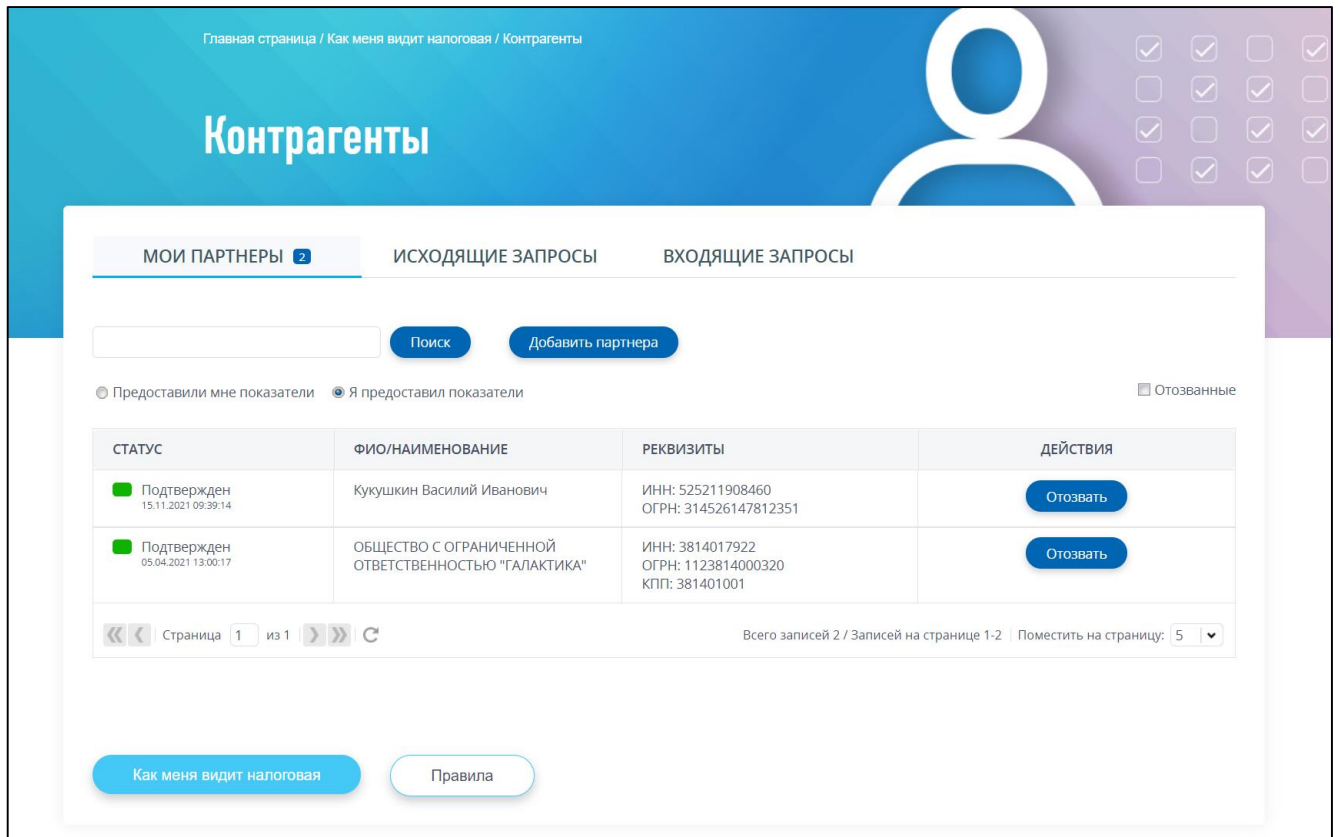 Главная страница / Как меня видит налоговая / Контрагенты
Контрагенты
МОИ ПАРТНЕРЫ 2 ИСХОДЯЩИЕ ЗАПРОСЫ ВХОДЯЩИЕ ЗАПРОСЫ
Поиск Добавить партнера
Предоставили мне показатели Я предоставил показатели Отозванные
СТАТУС ФИО/НАИМЕНОВАНИЕ РЕКВИЗИТЫ ДЕЙСТВИЯ
Подтвержден
15.11.2021 09:39:14
Кукушкин Василий Иванович
ИНН: 525211908460
ОГРН: 314526147812351
Отозвать
Подтвержден
05.04.2021 13:00:17
ОБЩЕСТВО С ОГРАНИЧЕННОЙ
ОТВЕТСТВЕННОСТЬЮ "ГАЛАКТИКА"
ИНН: 3814017922
ОГРН: 1123814000320
КПП: 381401001
Отозвать
Страница 1 из 1 Всего записей 2 / Записей на странице 1-2 Поместить на страницу: 5
Как меня видит налоговая Правила